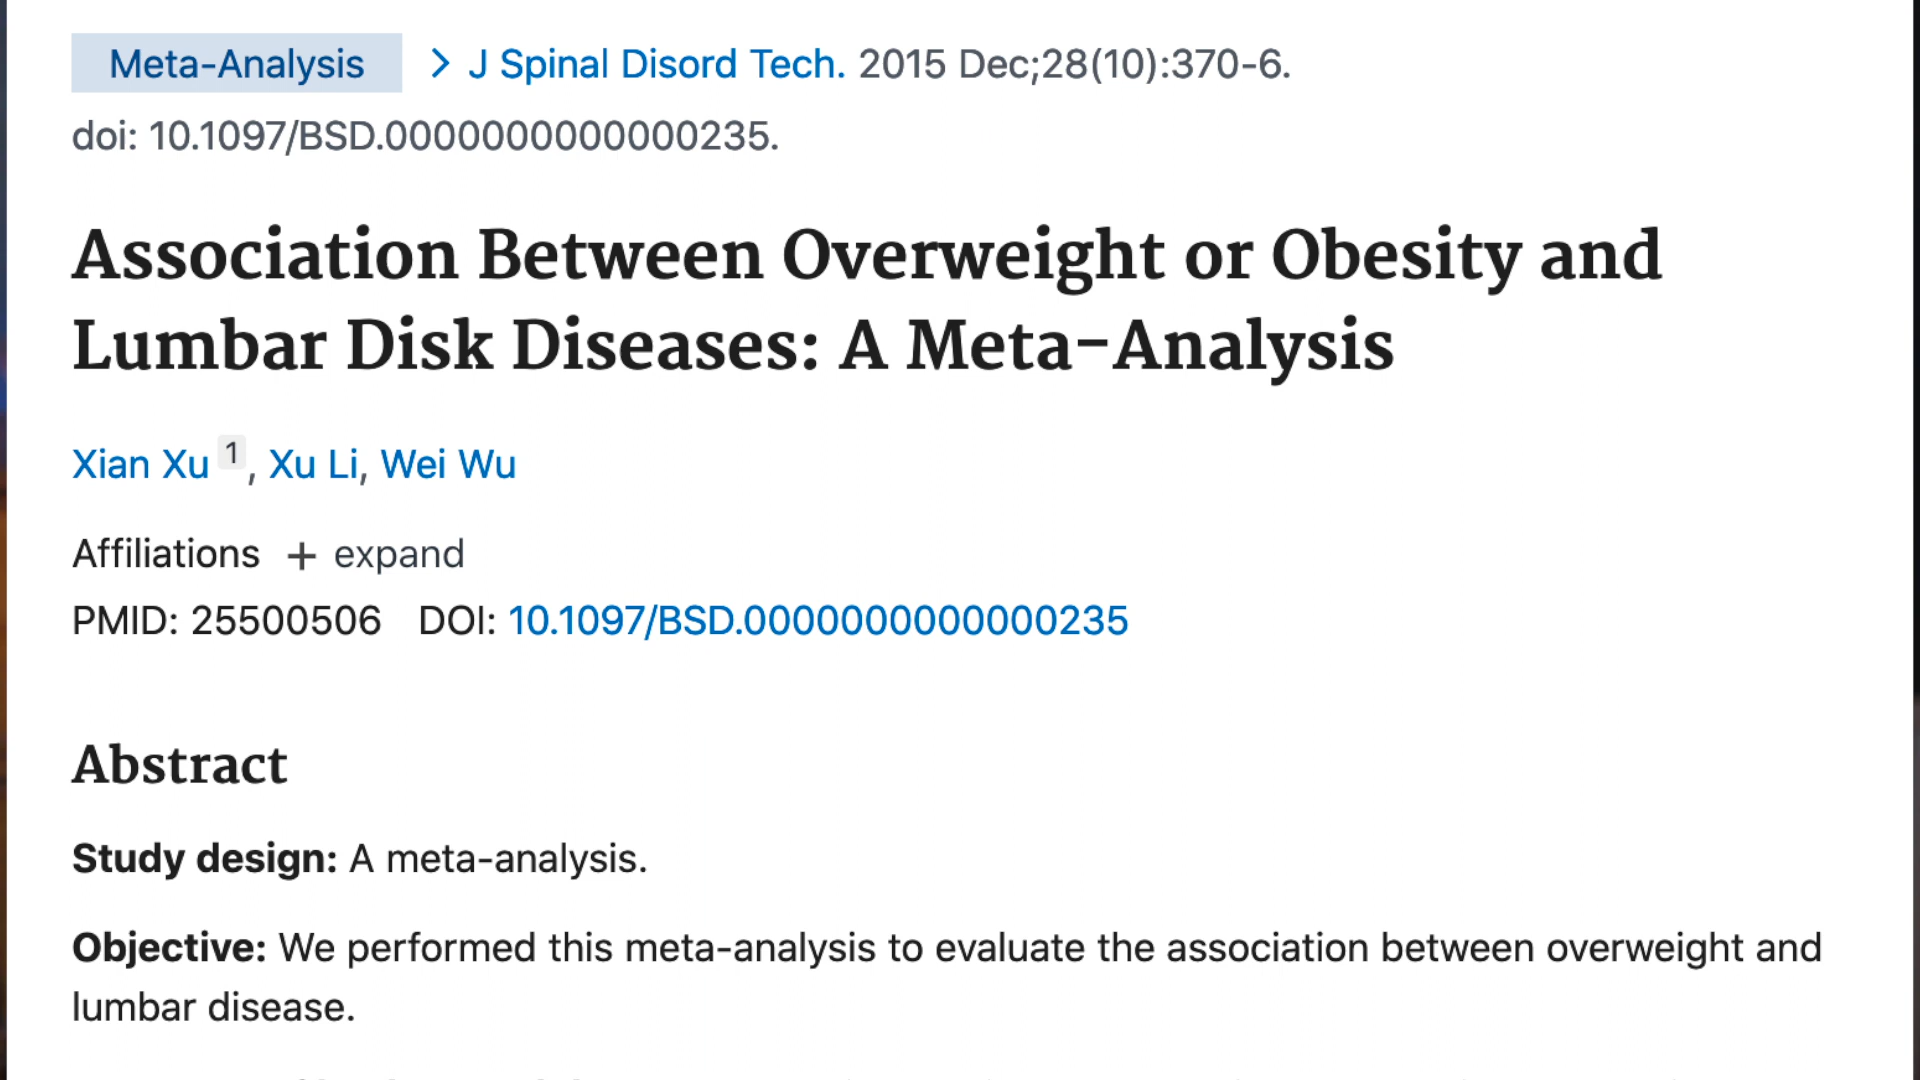 Meta-Analysis > J Spinal Disord Tech. 2015 Dec;28(10):370-6.
doi: 10.1097/BSD.0000000000000235.
Association Between Overweight or Obesity and
Lumbar Disk Diseases: A Meta-Analysis
Xian Xu 1, Xu Li, Wei Wu
Affiliations + expand
PMID: 25500506 DOI: 10.1097/BSD.0000000000000235
Abstract
Study design: A meta-analysis.
Objective: We performed this meta-analysis to evaluate the association between overweight and
lumbar disease.